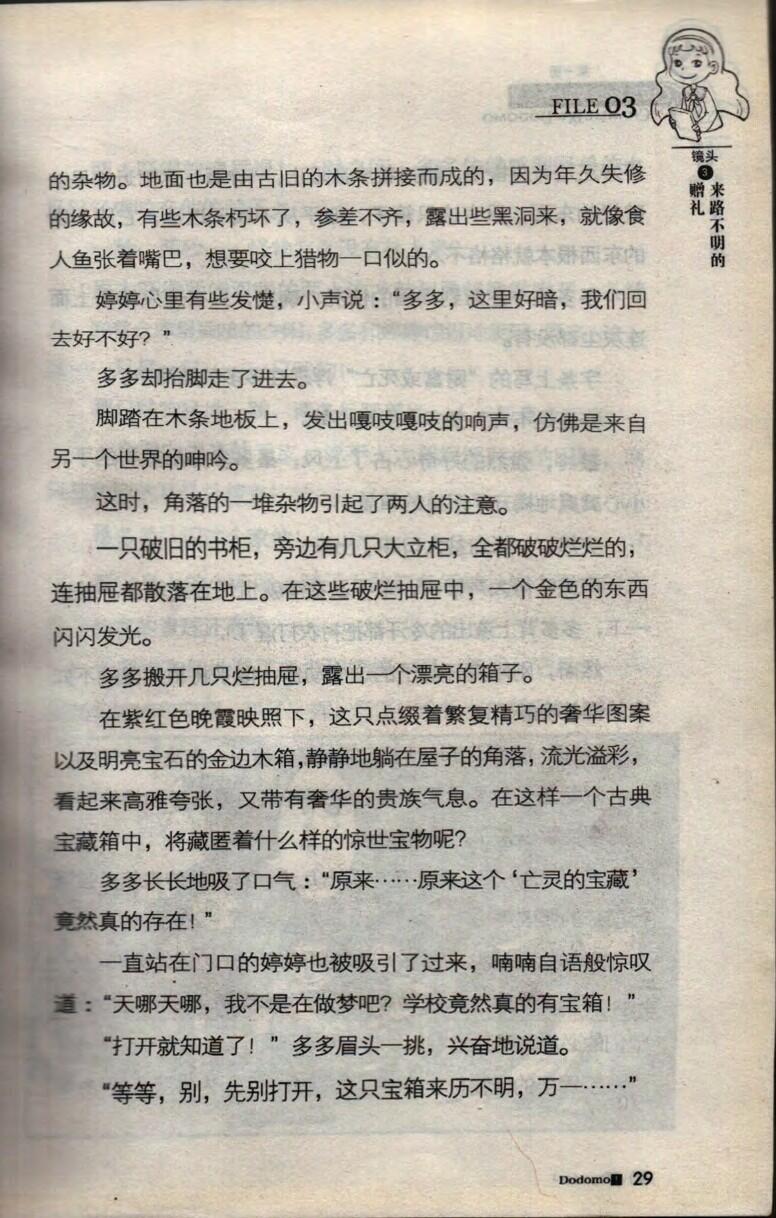 FILE 03
镜头
3
来路不明的
赠礼
的杂物。地面也是由古旧的木条拼接而成的，因为年久失修
的缘故，有些木条朽坏了，参差不齐，露出些黑洞来，就像食
人鱼张着嘴巴，想要咬上猎物一口似的。
婷婷心里有些发憷，小声说：“多多，这里好暗，我们回
去好不好？”
多多却抬脚走了进去。
脚踏在木条地板上，发出嘎吱嘎吱的响声，仿佛是来自
另一个世界的呻吟。
这时，角落的一堆杂物引起了两人的注意。
一只破旧的书柜，旁边有几只大立柜，全都破破烂烂的，
连抽屉都散落在地上。在这些破烂抽屉中，一个金色的东西
闪闪发光。
多多搬开几只烂抽屉，露出一个漂亮的箱子。
在紫红色晚霞映照下，这只点缀着繁复精巧的奢华图案
以及明亮宝石的金边木箱，静静地躺在屋子的角落，流光溢彩，
看起来高雅夸张，又带有奢华的贵族气息。在这样一个古典
宝藏箱中，将藏匿着什么样的惊世宝物呢？
多多长长地吸了口气：“原来……原来这个‘亡灵的宝藏’
竟然真的存在！”
一直站在门口的婷婷也被吸引了过来，喃喃自语般惊叹
道：“天哪天哪，我不是在做梦吧？学校竟然真的有宝箱！”
“打开就知道了！”多多眉头一挑，兴奋地说道。
“等等，别，先别打开，这只宝箱来历不明，万一……”
Dodomo 1 29